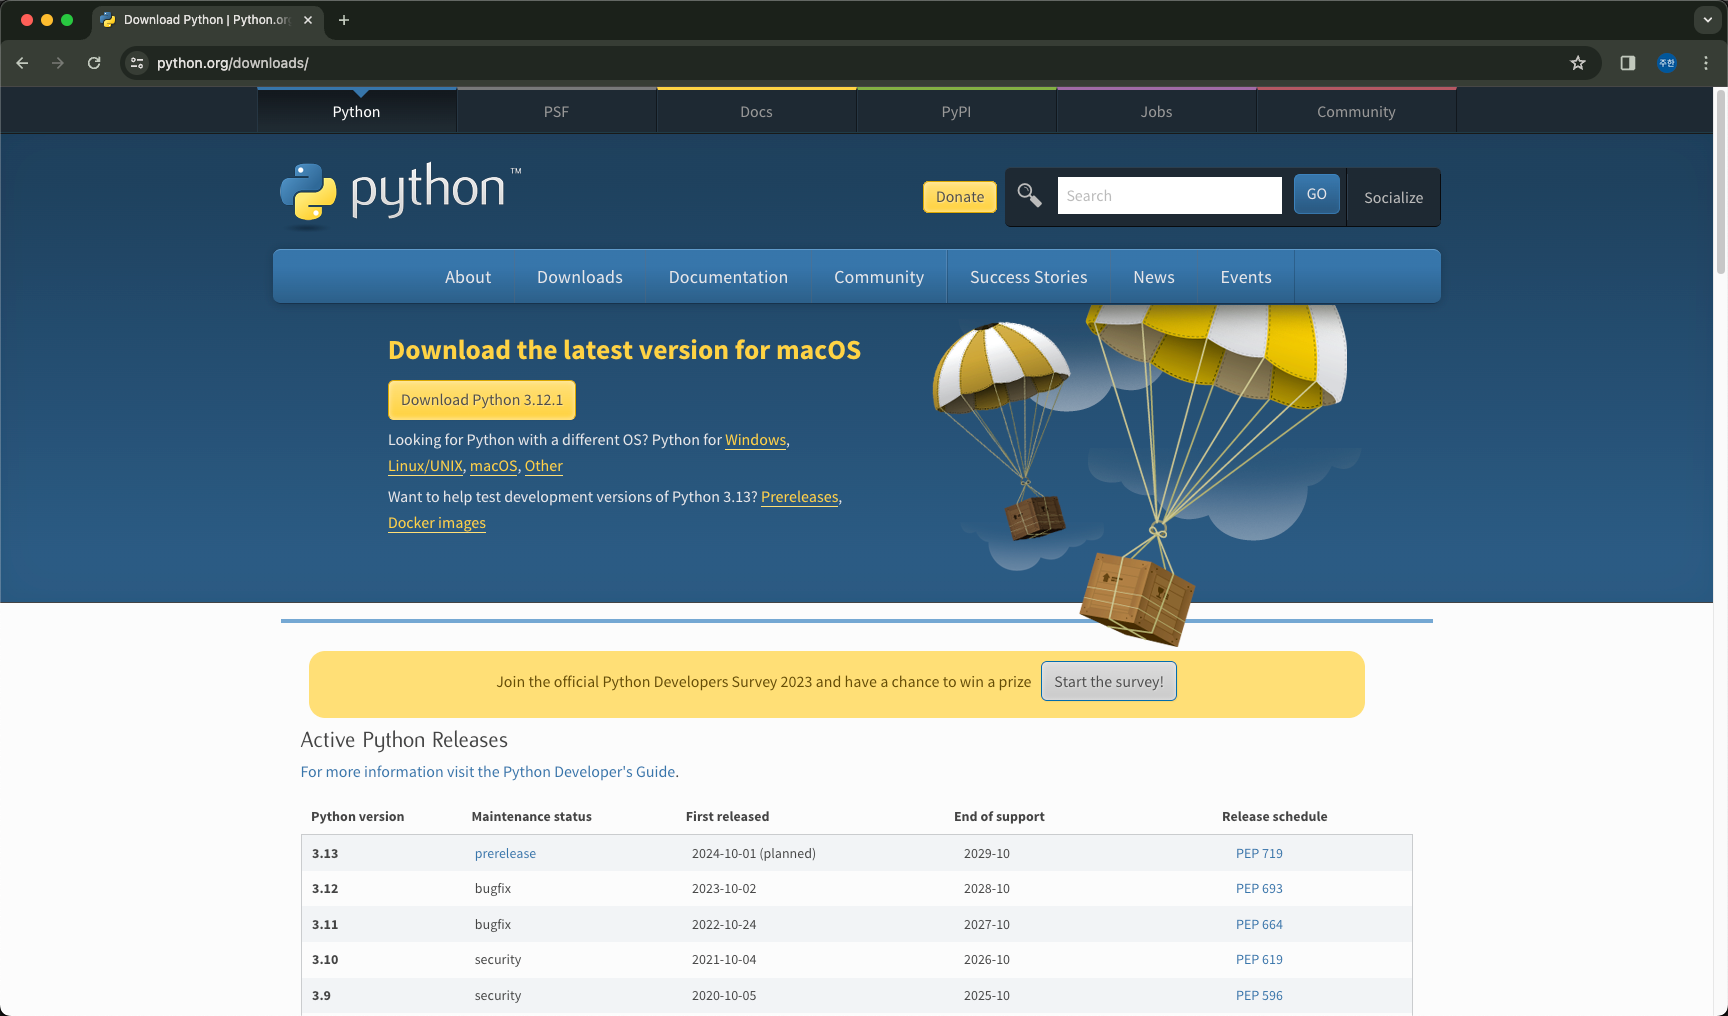 Download Python | Python.or
python.org/downloads/
주한
Python PSF Docs PyPI Jobs Community
python™
Donate Search GO Socialize
About Downloads Documentation Community Success Stories News Events
Download the latest version for macOS
Download Python 3.12.1
Looking for Python with a different OS? Python for Windows,
Linux/UNIX, macOS, Other
Want to help test development versions of Python 3.13? Prereleases,
Docker images
Join the official Python Developers Survey 2023 and have a chance to win a prize Start the survey!
Active Python Releases
For more information visit the Python Developer's Guide.
Python version Maintenance status First released End of support Release schedule
3.13 prerelease 2024-10-01 (planned) 2029-10 PEP 719
3.12 bugfix 2023-10-02 2028-10 PEP 693
3.11 bugfix 2022-10-24 2027-10 PEP 664
3.10 security 2021-10-04 2026-10 PEP 619
3.9 security 2020-10-05 2025-10 PEP 596